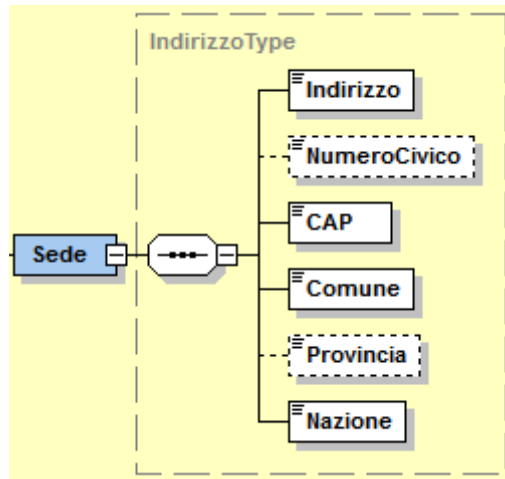 IndirizzoType
Indirizzo
NumeroCivico
CAP
Sede
Comune
Provincia
Nazione